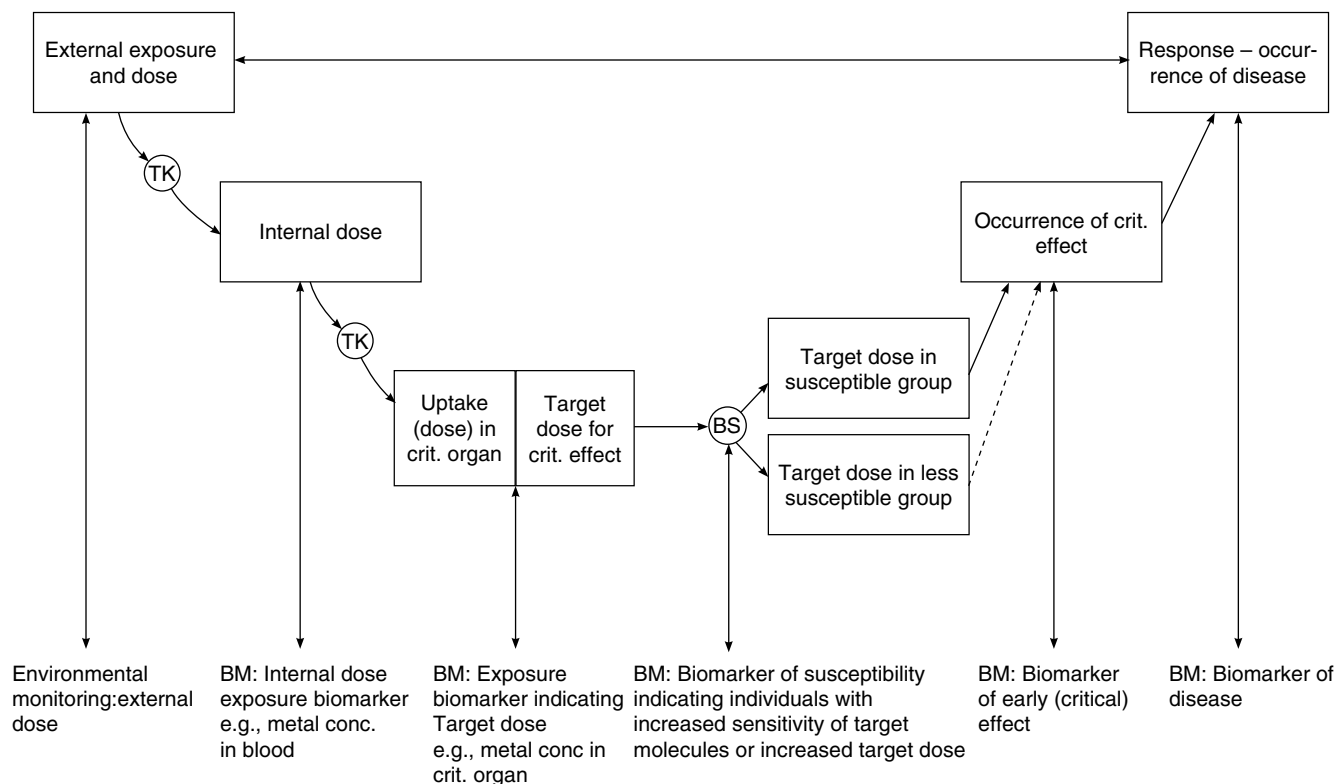 External exposure
and dose
Response – occur-
rence of disease
TK
Internal dose
Occurrence of crit.
effect
TK
Uptake
(dose) in
crit. organ
Target
dose for
crit. effect
BS
Target dose in
susceptible group
Target dose in less
susceptible group
Environmental
monitoring:external
dose
BM: Internal dose
exposure biomarker
e.g., metal conc.
in blood
BM: Exposure
biomarker indicating
Target dose
e.g., metal conc in
crit. organ
BM: Biomarker of susceptibility
indicating individuals with
increased sensitivity of target
molecules or increased target dose
BM: Biomarker
of early (critical)
effect
BM: Biomarker of
disease